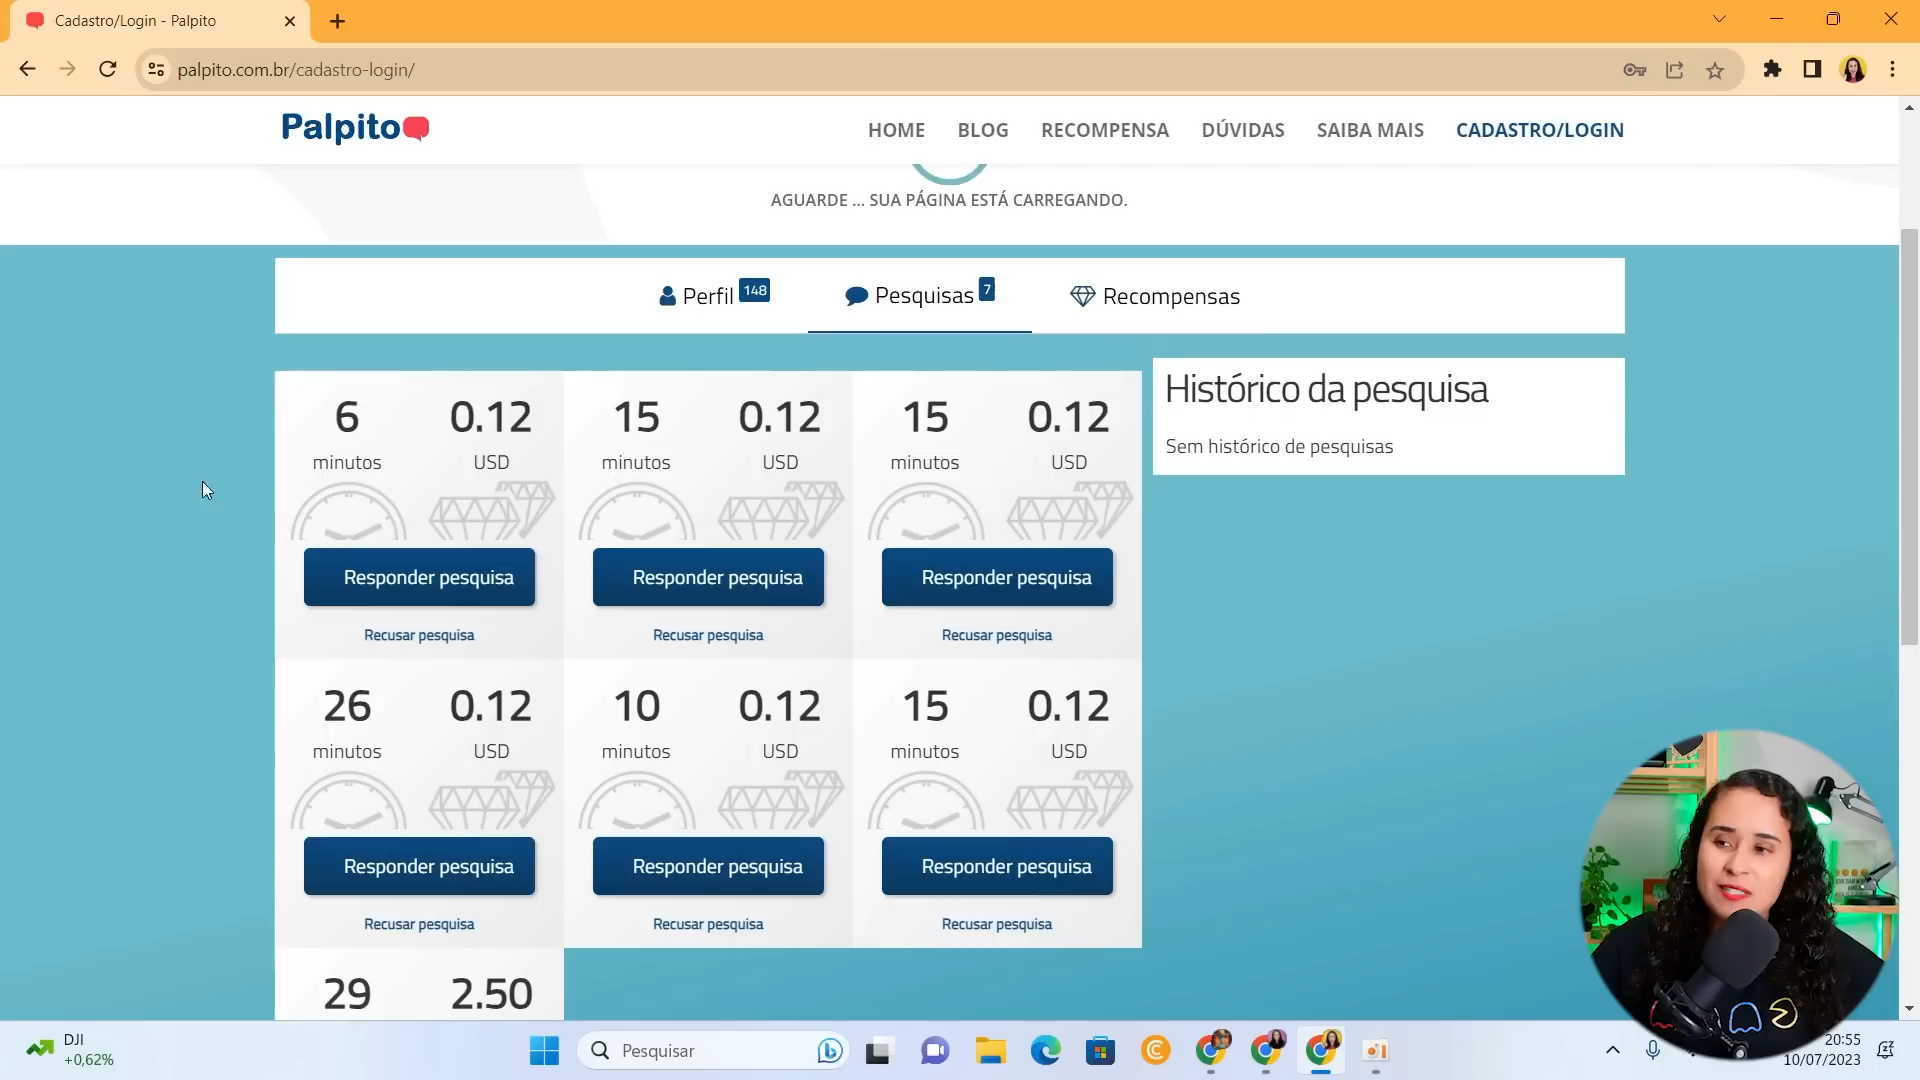 Cadastro/Login - Palpito
palpito.com.br/cadastro-login/
Palpito
HOME BLOG RECOMPENSA DÚVIDAS SAIBA MAIS CADASTRO/LOGIN
AGUARDE ... SUA PÁGINA ESTÁ CARREGANDO.
Perfil 148 Pesquisas 7 Recompensas
6 0.12 15 0.12 15 0.12
minutos USD minutos USD minutos USD
Responder pesquisa Responder pesquisa Responder pesquisa
Recusar pesquisa Recusar pesquisa Recusar pesquisa
Histórico da pesquisa
Sem histórico de pesquisas
26 0.12 10 0.12 15 0.12
minutos USD minutos USD minutos USD
Responder pesquisa Responder pesquisa Responder pesquisa
Recusar pesquisa Recusar pesquisa Recusar pesquisa
29 2.50
DJI
+0,62%
Pesquisar
20:55
10/07/2023